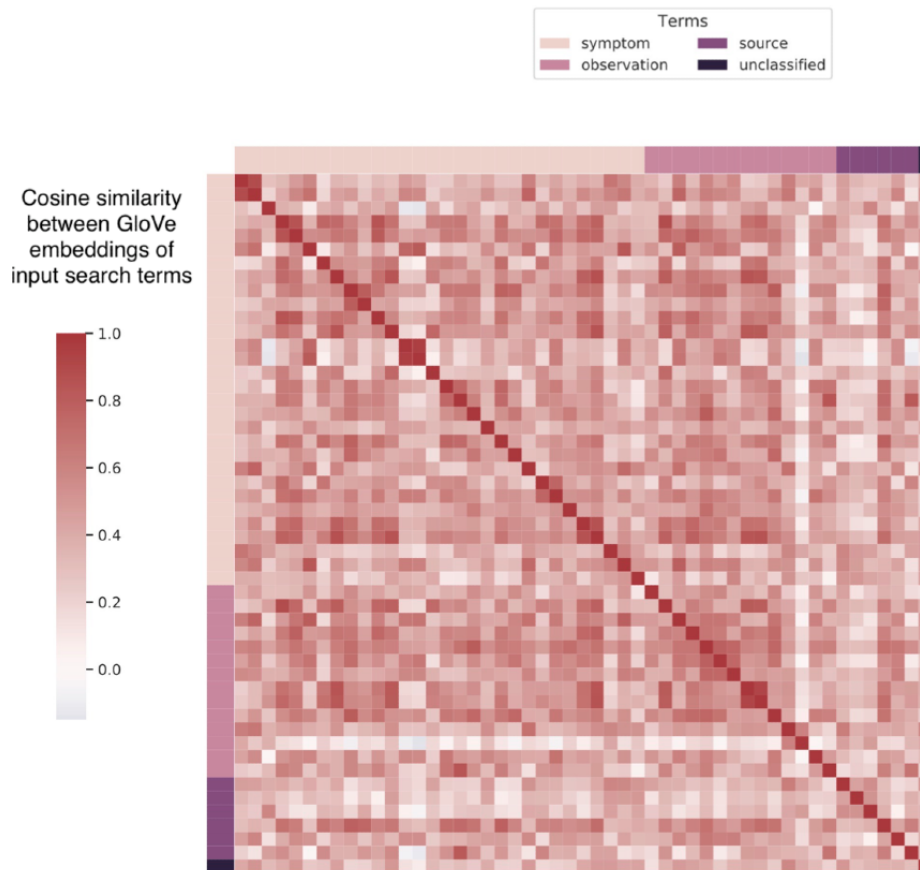 Terms
symptom
source
observation
unclassified
Cosine similarity
between GloVe
embeddings of
input search terms
1.0
0.8
0.6
0.4
0.2
0.0